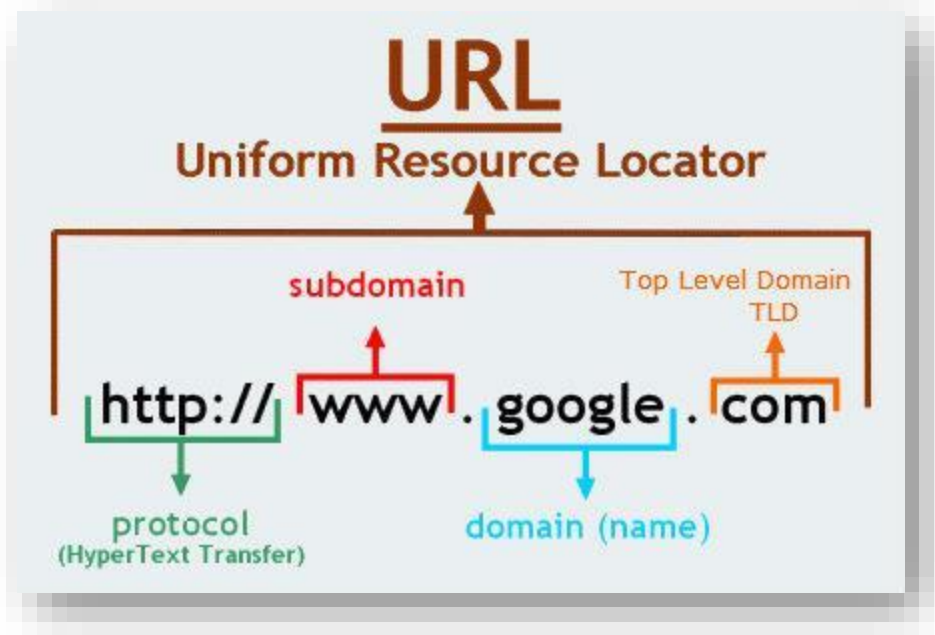 URL
Uniform Resource Locator
subdomain
Top Level Domain
TLD
http:// www . google . com
protocol
(HyperText Transfer)
domain (name)